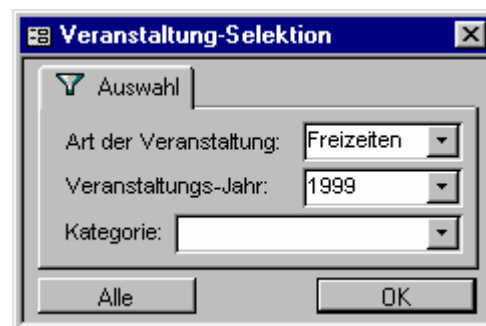 Veranstaltung-Selektion
Auswahl
Art der Veranstaltung: Freizeiten
Veranstaltungs-Jahr: 1999
Kategorie:
Alle OK